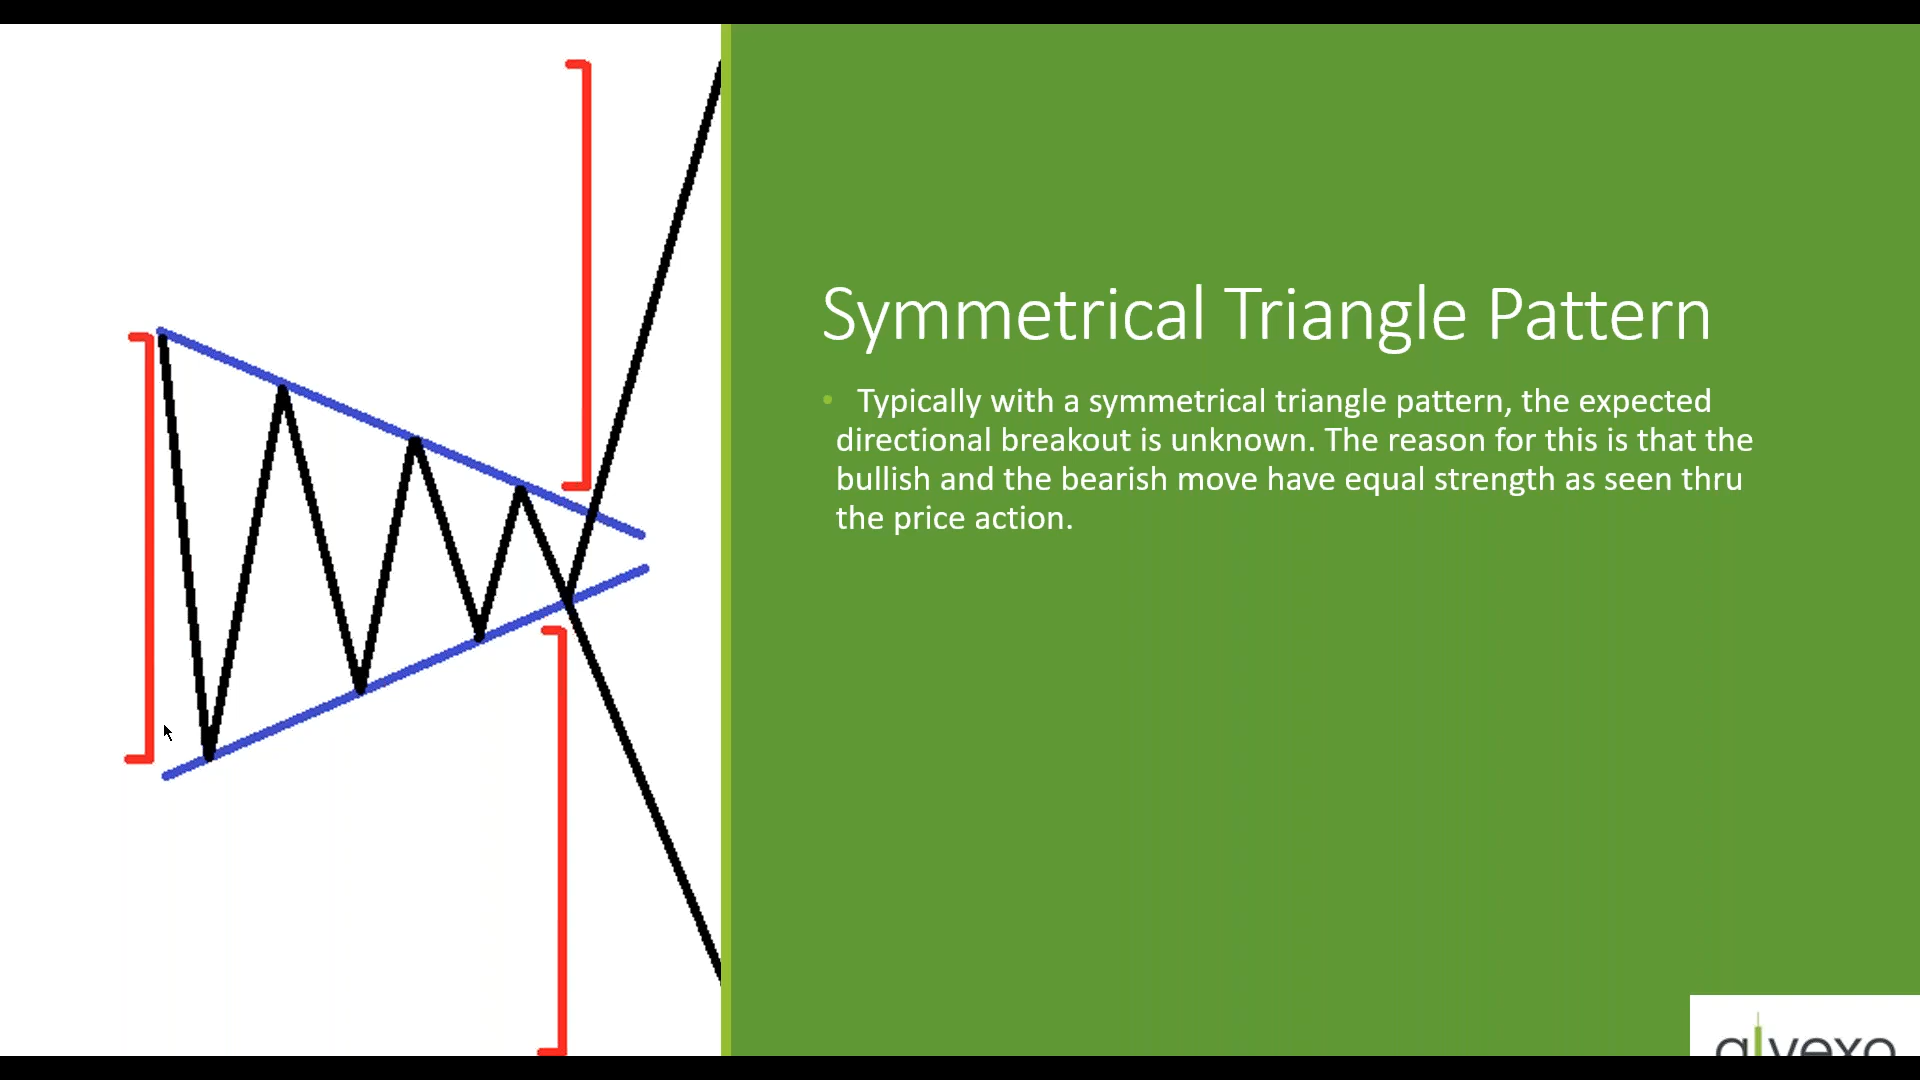 Symmetrical Triangle Pattern
• Typically with a symmetrical triangle pattern, the expected
directional breakout is unknown. The reason for this is that the
bullish and the bearish move have equal strength as seen thru
the price action.
alvexo